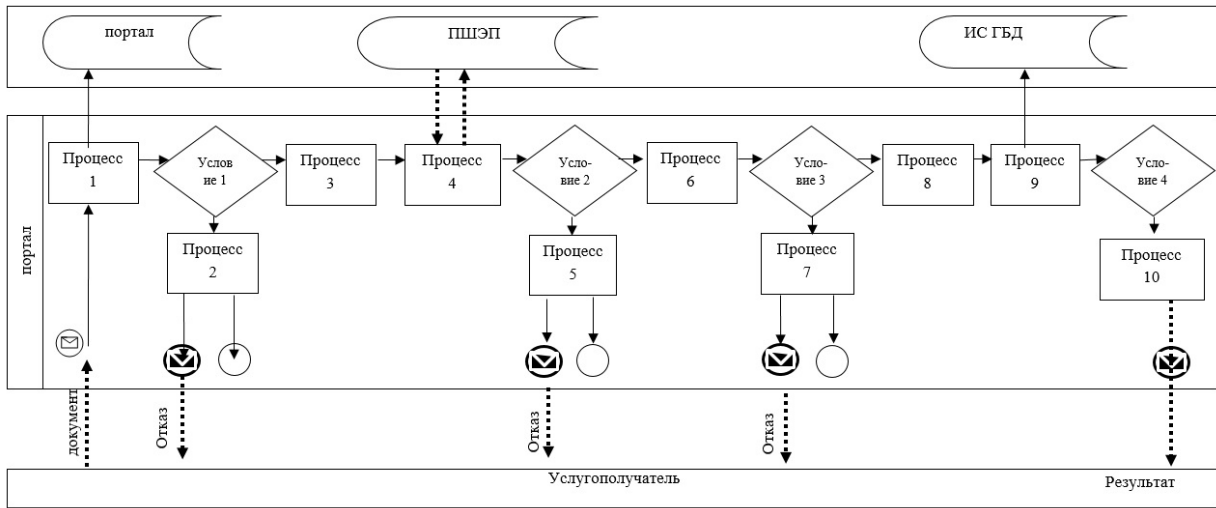 портал
ПШЭП
ИС ГБД
портал
Процесс
1
Услов
ие 1
Процесс
3
Процесс
4
Усло-
вие 2
Процесс
6
Усло-
вие 3
Процесс
8
Процесс
9
Усло-
вие 4
Процесс
2
Процесс
5
Процесс
7
Процесс
10
документ
Отказ
Отказ
Отказ
Услугополучатель
Результат